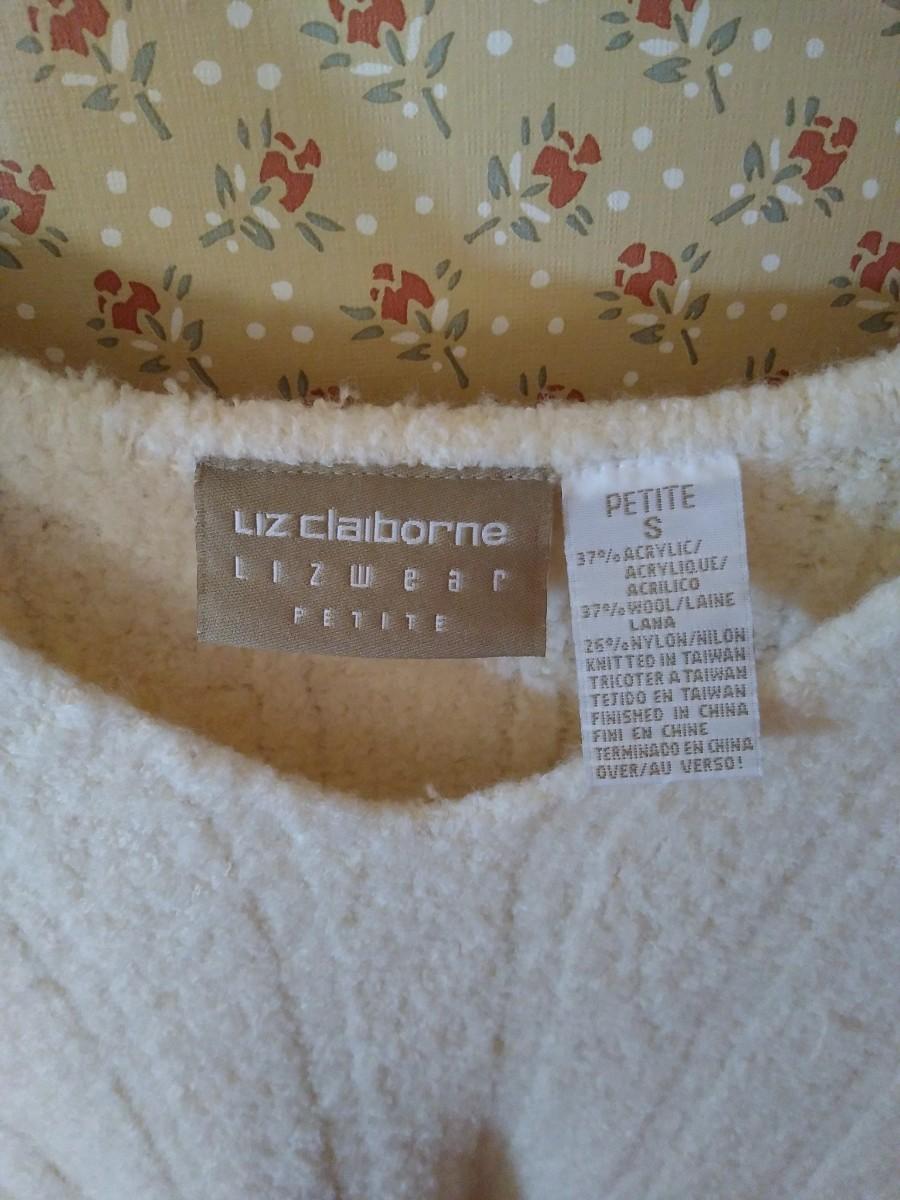 Liz claiborne
Lizwear
PETITE
PETITE
S
37% ACRYLIC/
ACRYLIQUE/
ACRILICO
37% WOOL/LAINE
LANA
26% NYLON/NILON
KNITTED IN TAIWAN
TRICOTER A TAIWAN
TEJIDO EN TAIWAN
FINISHED IN CHINA
FINI EN CHINE
TERMINADO EN CHINA
OVER/AU VERSO!